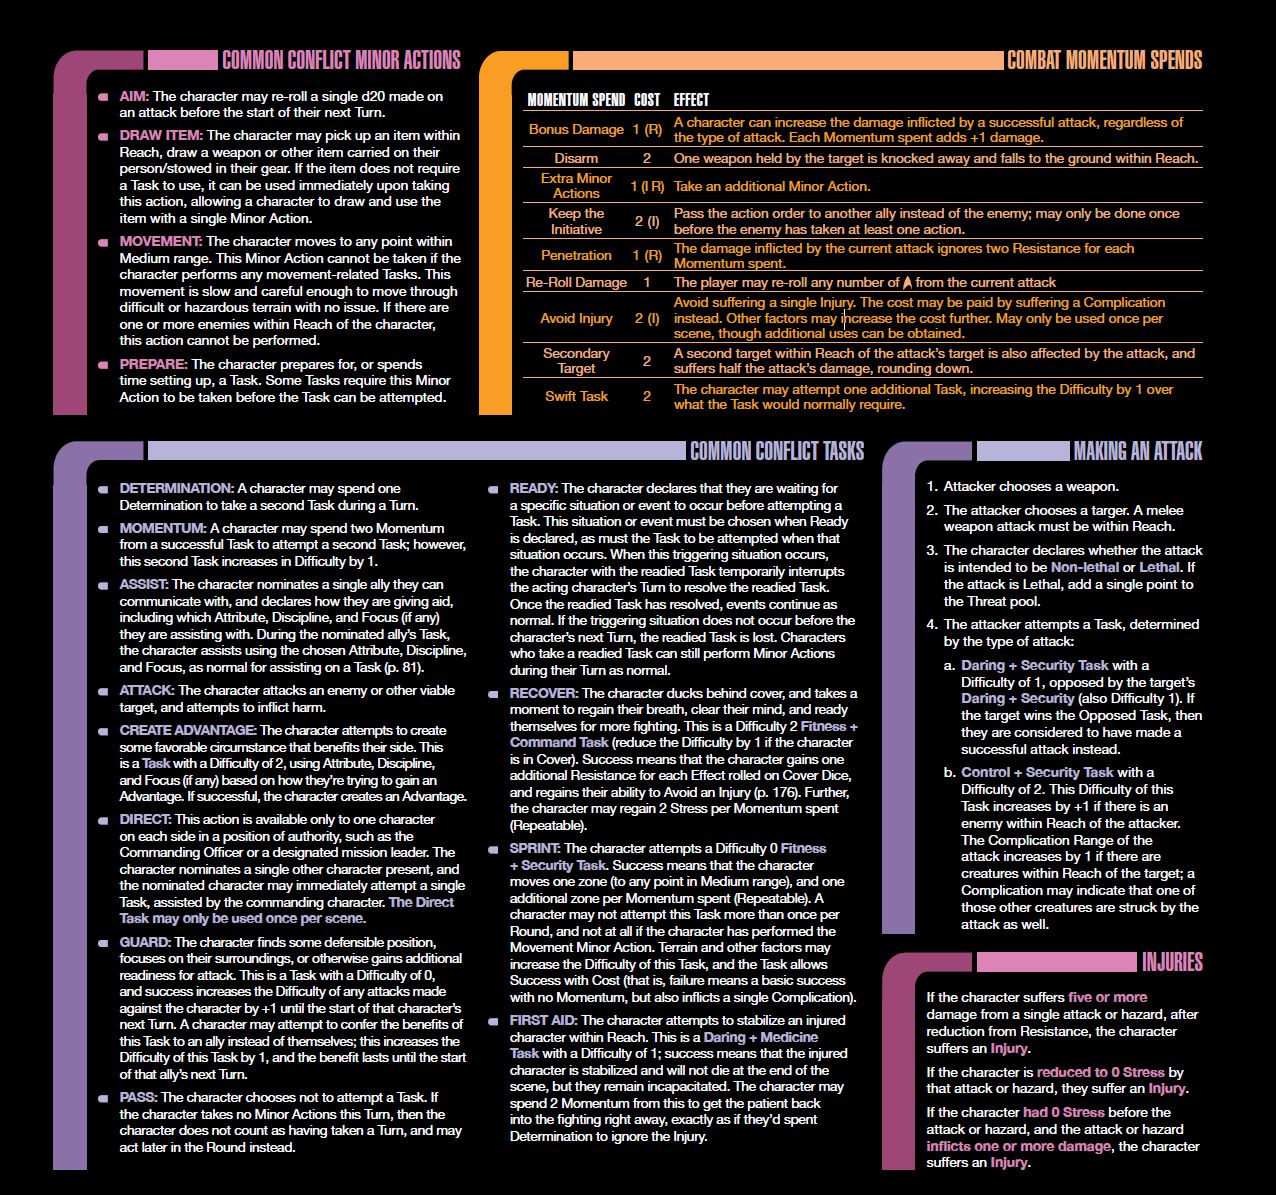 COMMON CONFLICT MINOR ACTIONS
AIM: The character may re-roll a single d20 made on
an attack before the start of their next Turn.
DRAW ITEM: The character may pick up an item within
Reach, draw a weapon or other item carried on their
person/stowed in their gear. If the item does not require
a Task to use, it can be used immediately upon taking
this action, allowing a character to draw and use the
item with a single Minor Action.
MOVEMENT: The character moves to any point within
Medium range. This Minor Action cannot be taken if the
character performs any movement-related Tasks. This
movement is slow and careful enough to move through
difficult or hazardous terrain with no issue. If there are
one or more enemies within Reach of the character,
this action cannot be performed.
PREPARE: The character prepares for, or spends
time setting up, a Task. Some Tasks require this Minor
Action to be taken before the Task can be attempted.
COMBAT MOMENTUM SPENDS
MOMENTUM SPEND COST EFFECT
Bonus Damage 1 (R) A character can increase the damage inflicted by a successful attack, regardless of
the type of attack. Each Momentum spent adds +1 damage.
Disarm 2 One weapon held by the target is knocked away and falls to the ground within Reach.
Extra Minor
Actions 1 (I R) Take an additional Minor Action.
Keep the
Initiative 2 (I) Pass the action order to another ally instead of the enemy; may only be done once
before the enemy has taken at least one action.
Penetration 1 (R) The damage inflicted by the current attack ignores two Resistance for each
Momentum spent.
Re-Roll Damage 1 The player may re-roll any number of from the current attack
Avoid Injury 2 (I) Avoid suffering a single Injury. The cost may be paid by suffering a Complication
instead. Other factors may increase the cost further. May only be used once per
scene, though additional uses can be obtained.
Secondary
Target 2 A second target within Reach of the attack's target is also affected by the attack, and
suffers half the attack's damage, rounding down.
Swift Task 2 The character may attempt one additional Task, increasing the Difficulty by 1 over
what the Task would normally require.
COMMON CONFLICT TASKS
DETERMINATION: A character may spend one
Determination to take a second Task during a Turn.
MOMENTUM: A character may spend two Momentum
from a successful Task to attempt a second Task; however,
this second Task increases in Difficulty by 1.
ASSIST: The character nominates a single ally they can
communicate with, and declares how they are giving aid,
including which Attribute, Discipline, and Focus (if any)
they are assisting with. During the nominated ally's Task,
the character assists using the chosen Attribute, Discipline,
and Focus, as normal for assisting on a Task (p. 81).
ATTACK: The character attacks an enemy or other viable
target, and attempts to inflict harm.
CREATE ADVANTAGE: The character attempts to create
some favorable circumstance that benefits their side. This
is a Task with a Difficulty of 2, using Attribute, Discipline,
and Focus (if any) based on how they're trying to gain an
Advantage. If successful, the character creates an Advantage.
DIRECT: This action is available only to one character
on each side in a position of authority, such as the
Commanding Officer or a designated mission leader. The
character nominates a single other character present, and
the nominated character may immediately attempt a single
Task, assisted by the commanding character. The Direct
Task may only be used once per scene.
GUARD: The character finds some defensible position,
focuses on their surroundings, or otherwise gains additional
readiness for attack. This is a Task with a Difficulty of 0,
and success increases the Difficulty of any attacks made
against the character by +1 until the start of that character's
next Turn. A character may attempt to confer the benefits of
this Task to an ally instead of themselves; this increases the
Difficulty of this Task by 1, and the benefit lasts until the start
of that ally's next Turn.
PASS: The character chooses not to attempt a Task. If
the character takes no Minor Actions this Turn, then the
character does not count as having taken a Turn, and may
act later in the Round instead.
READY: The character declares that they are waiting for
a specific situation or event to occur before attempting a
Task. This situation or event must be chosen when Ready
is declared, as must the Task to be attempted when that
situation occurs. When this triggering situation occurs,
the character with the readied Task temporarily interrupts
the acting character's Turn to resolve the readied Task.
Once the readied Task has resolved, events continue as
normal. If the triggering situation does not occur before the
character's next Turn, the readied Task is lost. Characters
who take a readied Task can still perform Minor Actions
during their Turn as normal.
RECOVER: The character ducks behind cover, and takes a
moment to regain their breath, clear their mind, and ready
themselves for more fighting. This is a Difficulty 2 Fitness +
Command Task (reduce the Difficulty by 1 if the character
is in Cover). Success means that the character gains one
additional Resistance for each Effect rolled on Cover Dice,
and regains their ability to Avoid an Injury (p. 176). Further,
the character may regain 2 Stress per Momentum spent
(Repeatable).
SPRINT: The character attempts a Difficulty 0 Fitness
+ Security Task. Success means that the character
moves one zone (to any point in Medium range), and one
additional zone per Momentum spent (Repeatable). A
character may not attempt this Task more than once per
Round, and not at all if the character has performed the
Movement Minor Action. Terrain and other factors may
increase the Difficulty of this Task, and the Task allows
Success with Cost (that is, failure means a basic success
with no Momentum, but also inflicts a single Complication).
FIRST AID: The character attempts to stabilize an injured
character within Reach. This is a Daring + Medicine
Task with a Difficulty of 1; success means that the injured
character is stabilized and will not die at the end of the
scene, but they remain incapacitated. The character may
spend 2 Momentum from this to get the patient back
into the fighting right away, exactly as if they'd spent
Determination to ignore the Injury.
MAKING AN ATTACK
1. Attacker chooses a weapon.
2. The attacker chooses a targer. A melee
weapon attack must be within Reach.
3. The character declares whether the attack
is intended to be Non-lethal or Lethal. If
the attack is Lethal, add a single point to
the Threat pool.
4. The attacker attempts a Task, determined
by the type of attack:
a. Daring + Security Task with a
Difficulty of 1, opposed by the target's
Daring + Security (also Difficulty 1). If
the target wins the Opposed Task, then
they are considered to have made a
successful attack instead.
b. Control + Security Task with a
Difficulty of 2. This Difficulty of this
Task increases by +1 if there is an
enemy within Reach of the attacker.
The Complication Range of the
attack increases by 1 if there are
creatures within Reach of the target; a
Complication may indicate that one of
those other creatures are struck by the
attack as well.
INJURIES
If the character suffers five or more
damage from a single attack or hazard, after
reduction from Resistance, the character
suffers an Injury.
If the character is reduced to 0 Stress by
that attack or hazard, they suffer an Injury.
If the character had 0 Stress before the
attack or hazard, and the attack or hazard
inflicts one or more damage, the character
suffers an Injury.